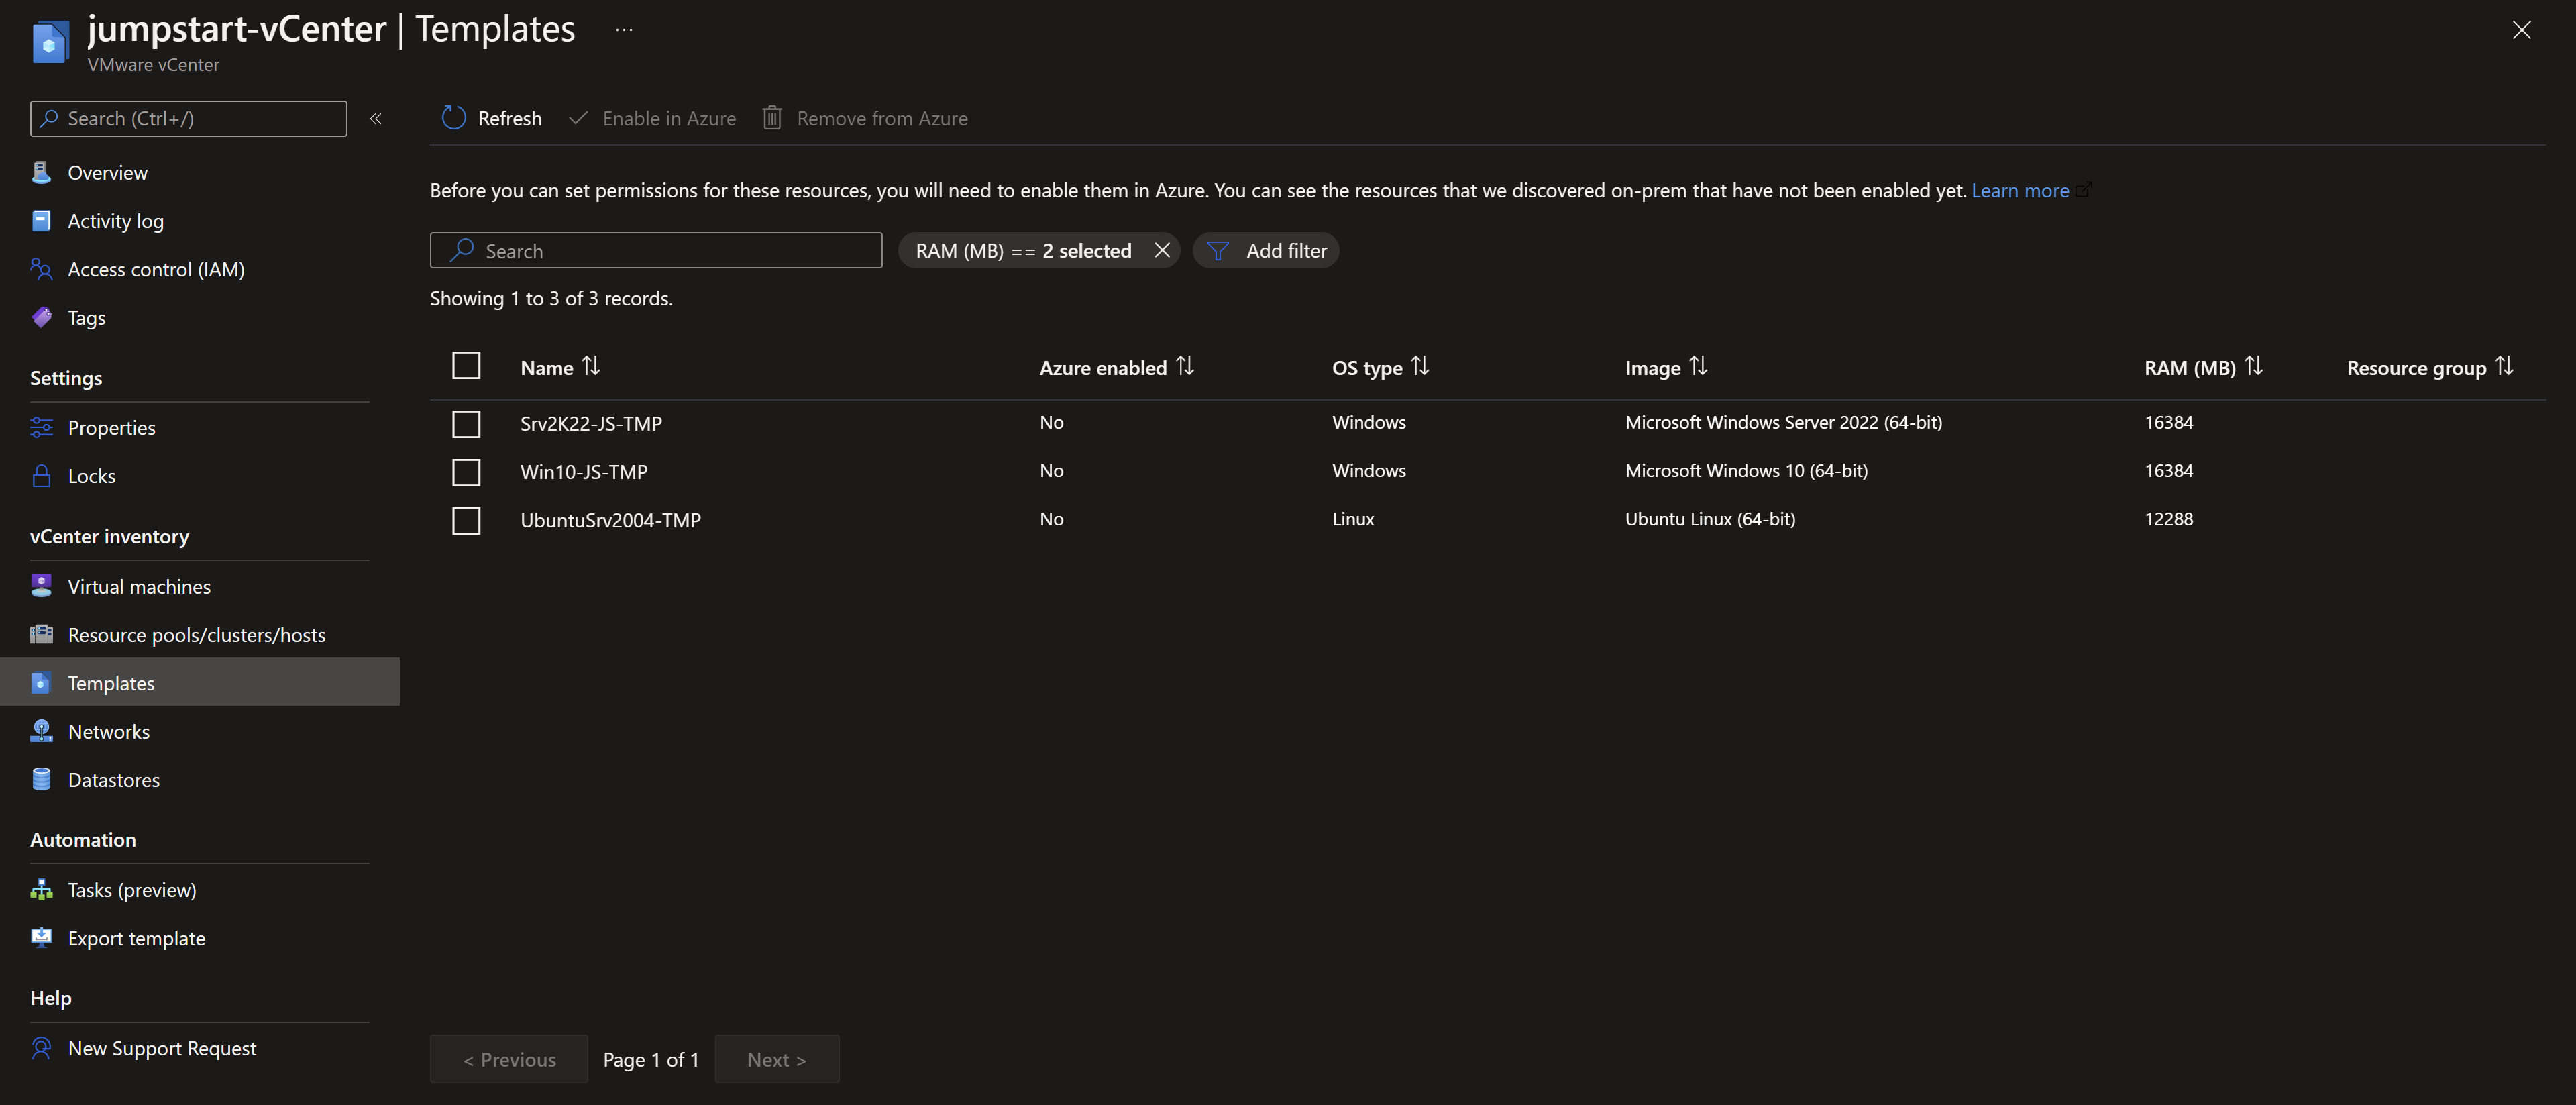 jumpstart-vCenter | Templates ...
VMware vCenter
Search (Ctrl+/)
«
Overview
Activity log
Access control (IAM)
Tags
Settings
Properties
Locks
vCenter inventory
Virtual machines
Resource pools/clusters/hosts
Templates
Networks
Datastores
Automation
Tasks (preview)
Export template
Help
New Support Request
Refresh Enable in Azure Remove from Azure
Before you can set permissions for these resources, you will need to enable them in Azure. You can see the resources that we discovered on-prem that have not been enabled yet. Learn more
Search RAM (MB) == 2 selected Add filter
Showing 1 to 3 of 3 records.
Name Azure enabled OS type Image RAM (MB) Resource group
Srv2K22-JS-TMP No Windows Microsoft Windows Server 2022 (64-bit) 16384
Win10-JS-TMP No Windows Microsoft Windows 10 (64-bit) 16384
UbuntuSrv2004-TMP No Linux Ubuntu Linux (64-bit) 12288
< Previous Page 1 of 1 Next >